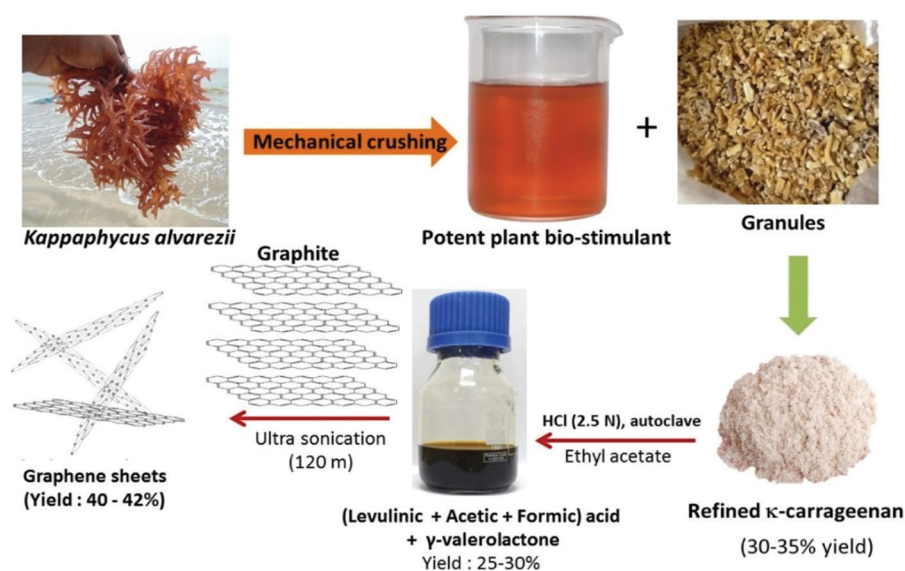 Mechanical crushing
+
Kappaphycus alvarezii
Potent plant bio-stimulant
Granules
Graphite
HCl (2.5 N), autoclave
Ethyl acetate
Ultra sonication
(120 m)
Graphene sheets
(Yield : 40 - 42%)
(Levulinic + Acetic + Formic) acid
+ γ-valerolactone
Yield : 25-30%
Refined κ-carrageenan
(30-35% yield)